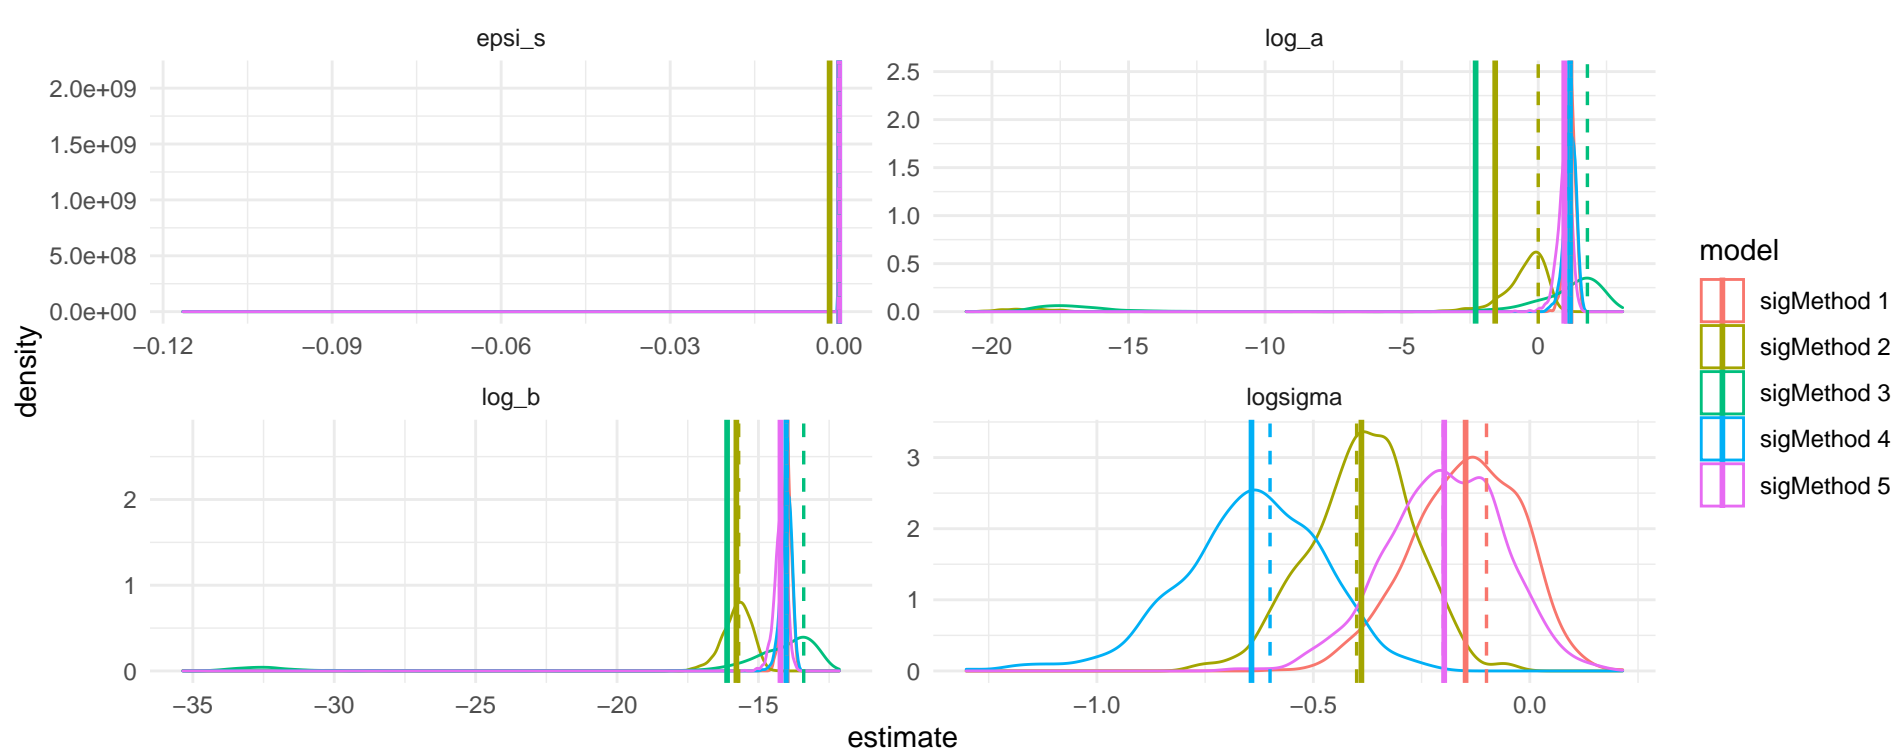 epsi_s
2.0e+09
1.5e+09
1.0e+09
5.0e+08
0.0e+00
−0.12 −0.09 −0.06 −0.03 0.00
log_a
2.5
2.0
1.5
1.0
0.5
0.0
−20 −15 −10 −5 0
log_b
2
1
0
−35 −30 −25 −20 −15
logsigma
3
2
1
0
−1.0 −0.5 0.0
density
estimate
model
sigMethod 1
sigMethod 2
sigMethod 3
sigMethod 4
sigMethod 5